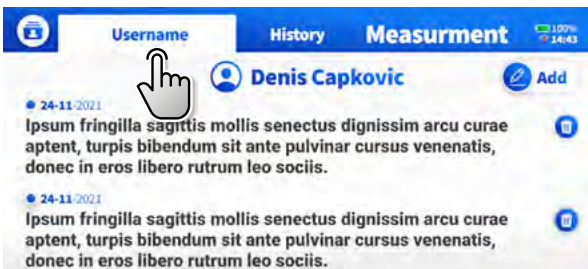 Username History Measurment 100%
14:43
Denis Capkovic Add
24-11-2021
Ipsum fringilla sagittis mollis senectus dignissim arcu curae
aptent, turpis bibendum sit ante pulvinar cursus venenatis,
donec in eros libero rutrum leo sociis.
24-11-2021
Ipsum fringilla sagittis mollis senectus dignissim arcu curae
aptent, turpis bibendum sit ante pulvinar cursus venenatis,
donec in eros libero rutrum leo sociis.